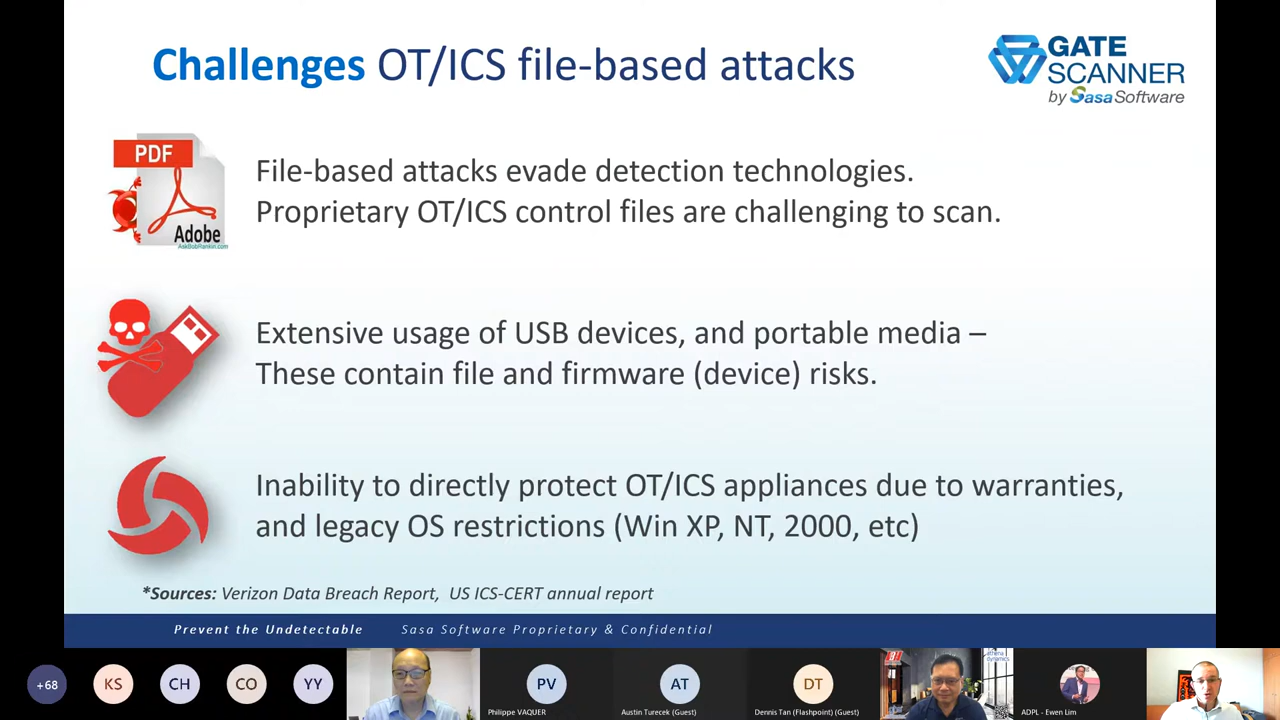 Challenges OT/ICS file-based attacks
GATE
SCANNER
by SasaSoftware
PDF
Adobe
AskBobRankin.com
File-based attacks evade detection technologies.
Proprietary OT/ICS control files are challenging to scan.
Extensive usage of USB devices, and portable media –
These contain file and firmware (device) risks.
Inability to directly protect OT/ICS appliances due to warranties,
and legacy OS restrictions (Win XP, NT, 2000, etc)
*Sources: Verizon Data Breach Report, US ICS-CERT annual report
Prevent the Undetectable Sasa Software Proprietary & Confidential
+68
KS
CH
CO
YY
PV
Philippe VAQUER
AT
Austin Turecek (Guest)
DT
Dennis Tan (Flashpoint) (Guest)
athena
dynamics
ADPL - Ewen Lim